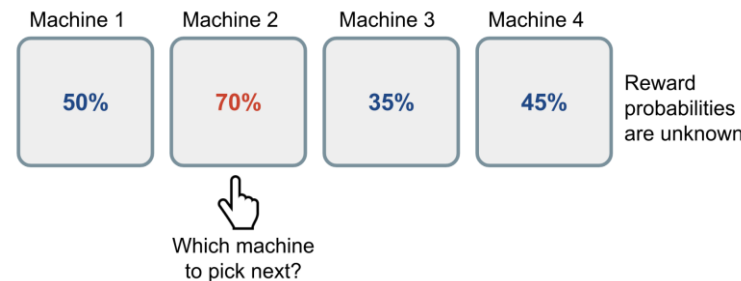 Machine 1
Machine 2
Machine 3
Machine 4
50%
70%
35%
45%
Reward
probabilities
are unknown
Which machine
to pick next?